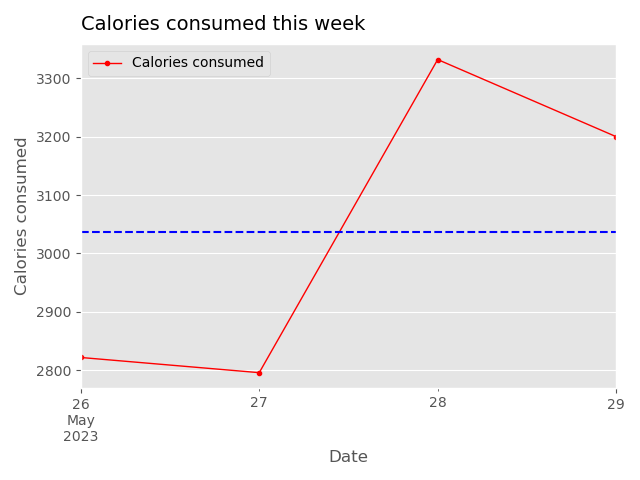 Calories consumed this week
Calories consumed
3300
3200
3100
3000
2900
2800
Calories consumed
26
May
2023
27
28
29
Date